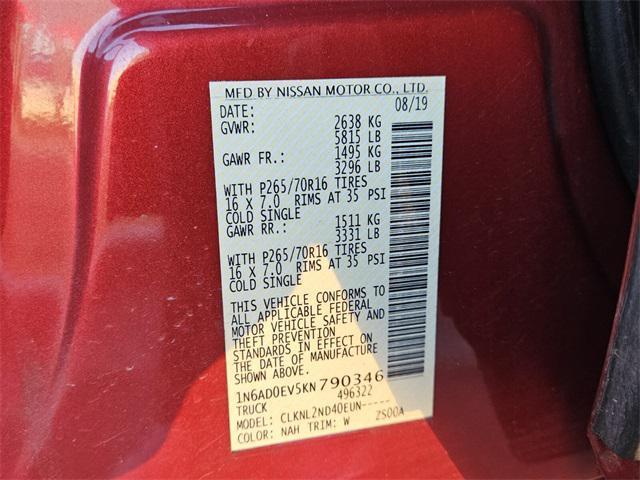 MFD BY NISSAN MOTOR CO., LTD.
DATE: 08/19
GVWR: 2638 KG
5815 LB
GAWR FR.: 1495 KG
3296 LB
WITH P265/70R16 TIRES
16 X 7.0 RIMS AT 35 PSI
COLD SINGLE
GAWR RR.: 1511 KG
3331 LB
WITH P265/70R16 TIRES
16 X 7.0 RIMS AT 35 PSI
COLD SINGLE
THIS VEHICLE CONFORMS TO
ALL APPLICABLE FEDERAL
MOTOR VEHICLE SAFETY AND
THEFT PREVENTION
STANDARDS IN EFFECT ON
THE DATE OF MANUFACTURE
SHOWN ABOVE.
1N6AD0EV5KN790346
TRUCK 496322
MODEL: CLKNL2ND40EUN-----
COLOR: NAH TRIM: W 2S00A